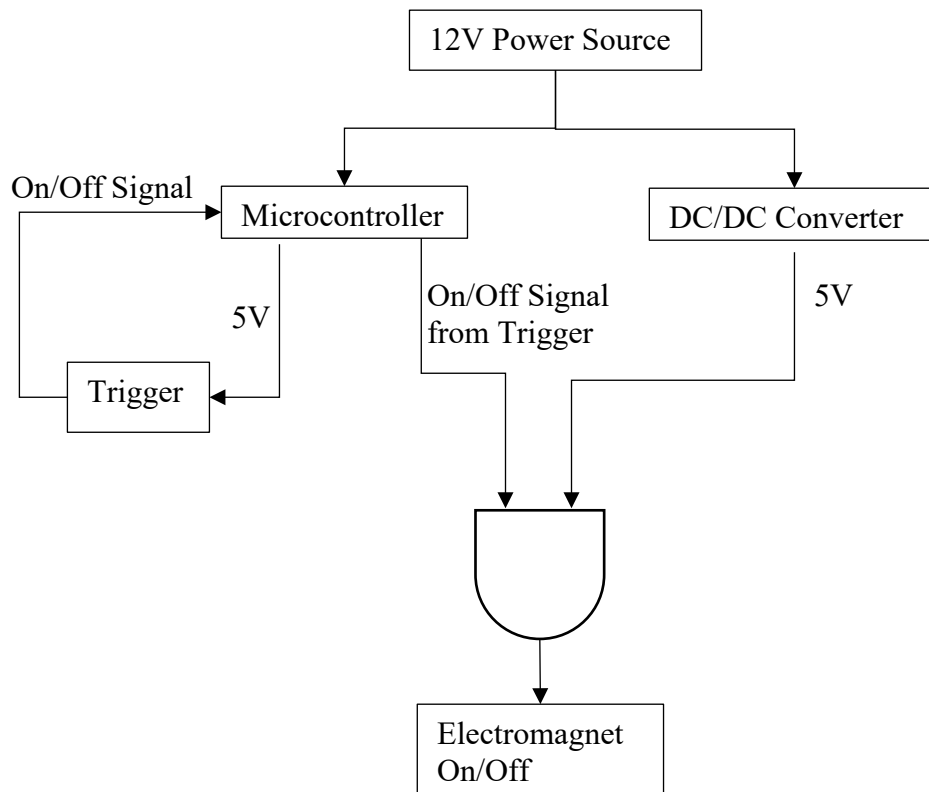 12V Power Source
On/Off Signal
Microcontroller
DC/DC Converter
5V
On/Off Signal
from Trigger
5V
Trigger
Electromagnet
On/Off